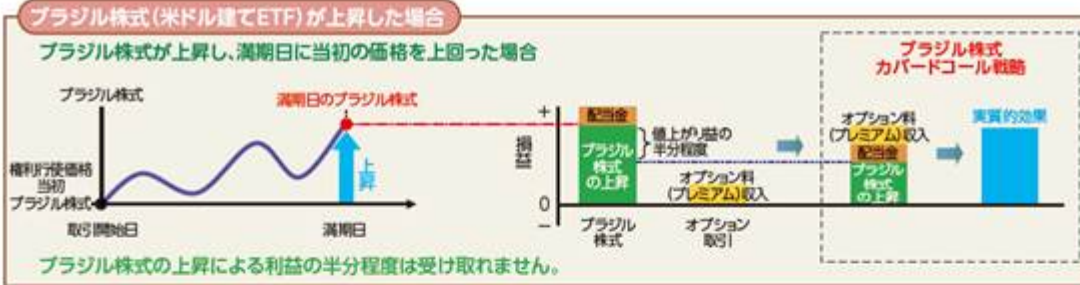 ブラジル株式(米ドル建てETF)が上昇した場合
ブラジル株式が上昇し、満期日に当初の価格を上回った場合
ブラジル株式
満期日のブラジル株式
権利行使価格
当初
ブラジル株式
上昇
取引開始日
満期日
損益
+
0
−
配当金
ブラジル
株式
の上昇
値上がり益の
半分程度
オプション料
(プレミアム)収入
ブラジル
株式
オプション
取引
ブラジル株式
カバードコール戦略
オプション料
(プレミアム)収入
配当金
ブラジル
株式
の上昇
実質的効果
ブラジル株式の上昇による利益の半分程度は受け取れません。